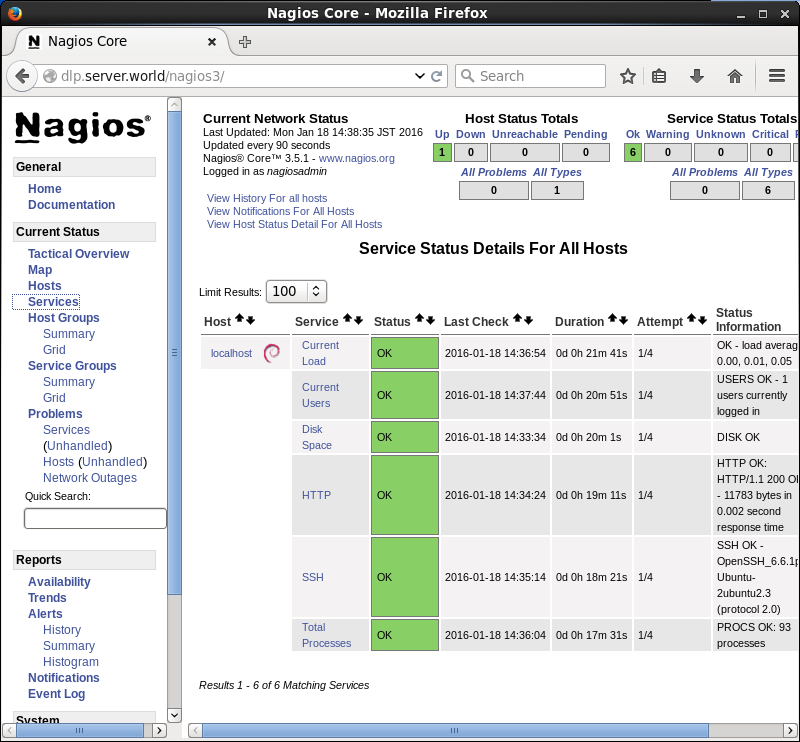 Nagios Core - Mozilla Firefox
Nagios Core
dlp.server.world/nagios3/
Search
Nagios®
General
Home
Documentation
Current Status
Tactical Overview
Map
Hosts
Services
Host Groups
Summary
Grid
Service Groups
Summary
Grid
Problems
Services
(Unhandled)
Hosts (Unhandled)
Network Outages
Quick Search:
Reports
Availability
Trends
Alerts
History
Summary
Histogram
Notifications
Event Log
System
Current Network Status
Last Updated: Mon Jan 18 14:38:35 JST 2016
Updated every 90 seconds
Nagios® Core™ 3.5.1 - www.nagios.org
Logged in as nagiosadmin
View History For all hosts
View Notifications For All Hosts
View Host Status Detail For All Hosts
Host Status Totals
Up Down Unreachable Pending
1 0 0 0
All Problems All Types
0 1
Service Status Totals
Ok Warning Unknown Critical
6 0 0 0
All Problems All Types
0 6
Service Status Details For All Hosts
Limit Results: 100
Host Service Status Last Check Duration Attempt Status Information
localhost Current Load OK 2016-01-18 14:36:54 0d 0h 21m 41s 1/4 OK - load averag 0.00, 0.01, 0.05
Current Users OK 2016-01-18 14:37:44 0d 0h 20m 51s 1/4 USERS OK - 1 users currently logged in
Disk Space OK 2016-01-18 14:33:34 0d 0h 20m 1s 1/4 DISK OK
HTTP OK 2016-01-18 14:34:24 0d 0h 19m 11s 1/4 HTTP OK: HTTP/1.1 200 O - 11783 bytes in 0.002 second response time
SSH OK 2016-01-18 14:35:14 0d 0h 18m 21s 1/4 SSH OK - OpenSSH_6.6.1p Ubuntu-2ubuntu2.3 (protocol 2.0)
Total Processes OK 2016-01-18 14:36:04 0d 0h 17m 31s 1/4 PROCS OK: 93 processes
Results 1 - 6 of 6 Matching Services